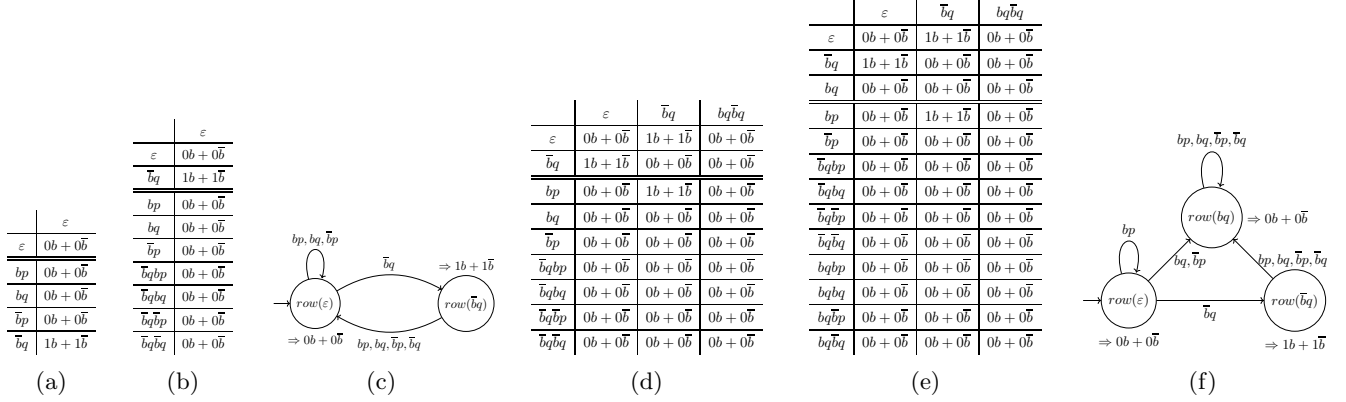 ε
ε 0b + 0b̄
bp 0b + 0b̄
bq 0b + 0b̄
b̄p 0b + 0b̄
b̄q 1b + 1b̄
(a)
ε
ε 0b + 0b̄
b̄q 1b + 1b̄
bp 0b + 0b̄
bq 0b + 0b̄
b̄p 0b + 0b̄
b̄qbp 0b + 0b̄
b̄qbq 0b + 0b̄
b̄qb̄p 0b + 0b̄
b̄qb̄q 0b + 0b̄
(b)
bp, bq, b̄p
b̄q
⇒ 1b + 1b̄
row(ε)
row(b̄q)
⇒ 0b + 0b̄
bp, bq, b̄p, b̄q
(c)
ε b̄q bqb̄q
ε 0b + 0b̄ 1b + 1b̄ 0b + 0b̄
b̄q 1b + 1b̄ 0b + 0b̄ 0b + 0b̄
bp 0b + 0b̄ 1b + 1b̄ 0b + 0b̄
bq 0b + 0b̄ 0b + 0b̄ 0b + 0b̄
b̄p 0b + 0b̄ 0b + 0b̄ 0b + 0b̄
b̄qbp 0b + 0b̄ 0b + 0b̄ 0b + 0b̄
b̄qbq 0b + 0b̄ 0b + 0b̄ 0b + 0b̄
b̄qb̄p 0b + 0b̄ 0b + 0b̄ 0b + 0b̄
b̄qb̄q 0b + 0b̄ 0b + 0b̄ 0b + 0b̄
(d)
ε b̄q bqb̄q
ε 0b + 0b̄ 1b + 1b̄ 0b + 0b̄
b̄q 1b + 1b̄ 0b + 0b̄ 0b + 0b̄
bq 0b + 0b̄ 0b + 0b̄ 0b + 0b̄
bp 0b + 0b̄ 1b + 1b̄ 0b + 0b̄
b̄p 0b + 0b̄ 0b + 0b̄ 0b + 0b̄
b̄qbp 0b + 0b̄ 0b + 0b̄ 0b + 0b̄
b̄qbq 0b + 0b̄ 0b + 0b̄ 0b + 0b̄
b̄qb̄p 0b + 0b̄ 0b + 0b̄ 0b + 0b̄
b̄qb̄q 0b + 0b̄ 0b + 0b̄ 0b + 0b̄
bqbp 0b + 0b̄ 0b + 0b̄ 0b + 0b̄
bqbq 0b + 0b̄ 0b + 0b̄ 0b + 0b̄
bqb̄p 0b + 0b̄ 0b + 0b̄ 0b + 0b̄
bqb̄q 0b + 0b̄ 0b + 0b̄ 0b + 0b̄
(e)
bp, bq, b̄p, b̄q
row(bq)
⇒ 0b + 0b̄
bp
bq, b̄p
bp, bq, b̄p, b̄q
row(ε)
b̄q
row(b̄q)
⇒ 0b + 0b̄
⇒ 1b + 1b̄
(f)